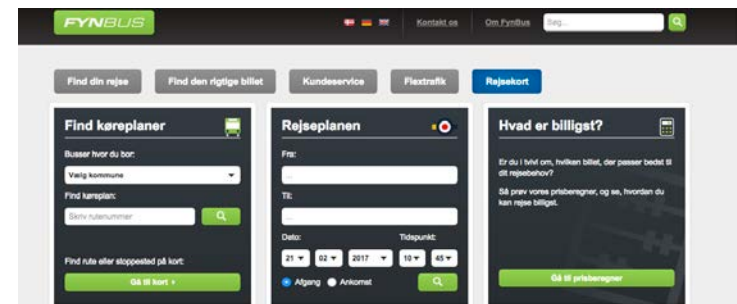 FYNBUS
Kontakt os
Om FynBus
Søg...
Find din rejse
Find den rigtige billet
Kundeservice
Flextrafik
Rejsekort
Find køreplaner
Busser hvor du bor:
Vælg kommune
Find køreplan:
Skriv rutenummer
Find rute eller stoppested på kort:
Gå til kort »
Rejseplanen
Fra:
...
Til:
...
Dato:
Tidspunkt:
21 02 2017 10 45
Afgang Ankomst
Hvad er billigst?
Er du i tvivl om, hvilken billet, der passer bedst til
dit rejsebehov?
Så prøv vores prisberegner, og se, hvordan du
kan rejse billigst.
Gå til prisberegner